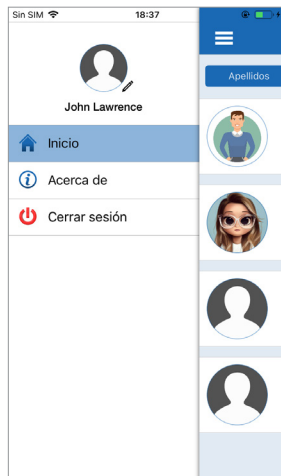 Sin SIM 18:37
Apellidos
John Lawrence
Inicio
Acerca de
Cerrar sesión